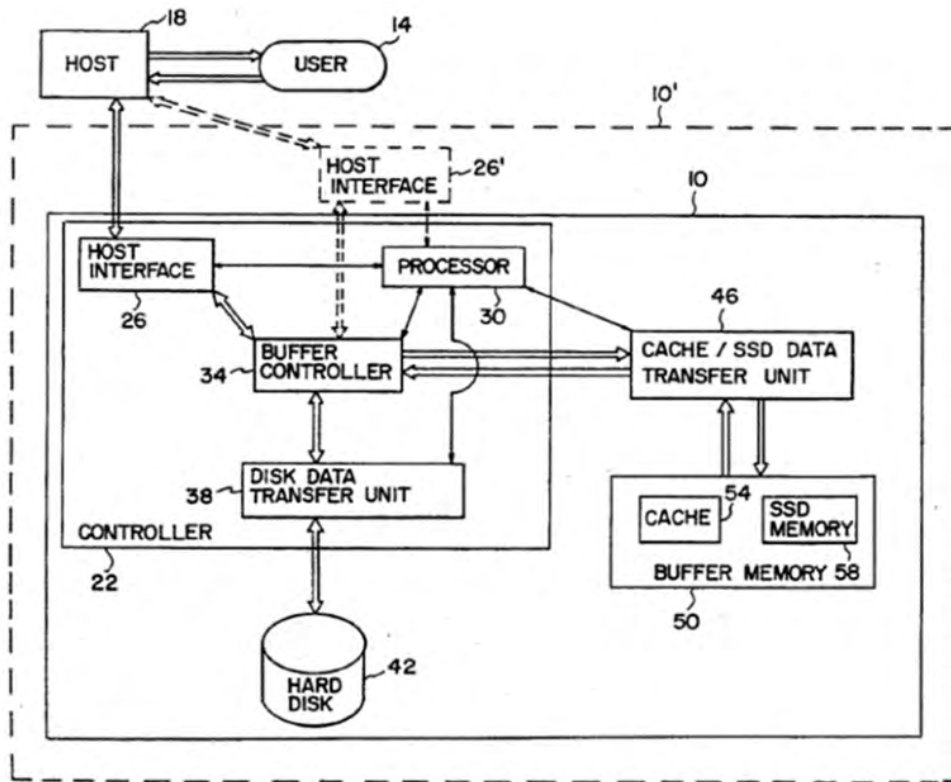 18
14
HOST
USER
10'
HOST
INTERFACE
26'
10
HOST
INTERFACE
PROCESSOR
26
30
46
34
BUFFER
CONTROLLER
CACHE / SSD DATA
TRANSFER UNIT
38
DISK DATA
TRANSFER UNIT
54
CACHE
SSD
MEMORY
CONTROLLER
BUFFER MEMORY 58
22
50
42
HARD
DISK